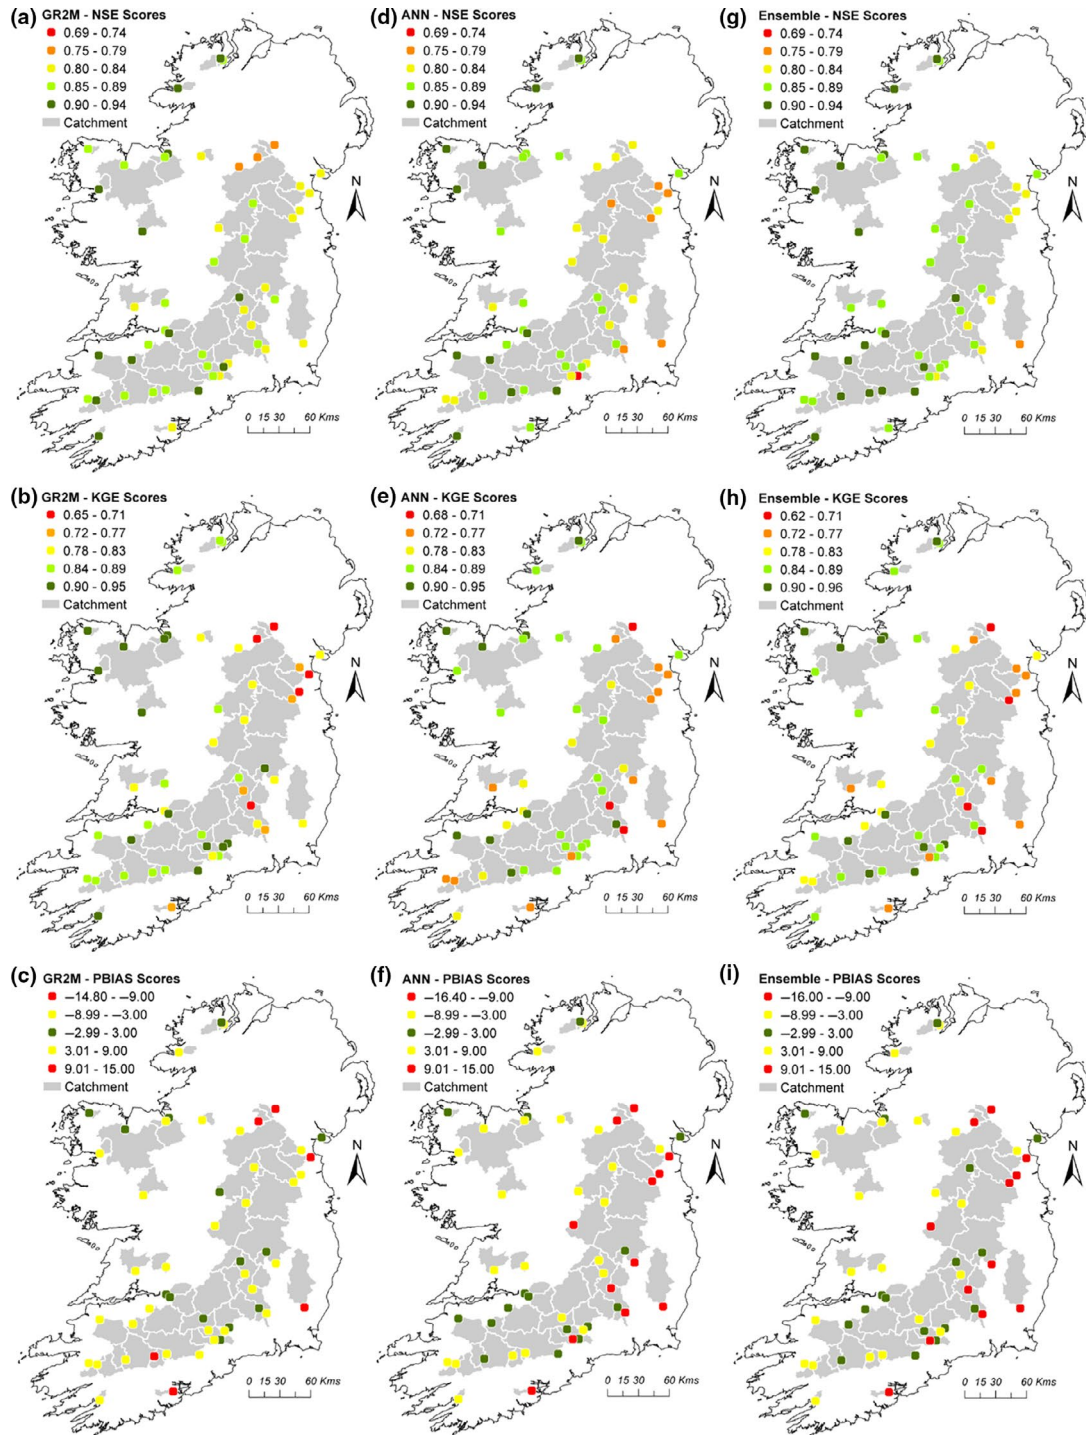 (a) GR2M - NSE Scores
0.69 - 0.74
0.75 - 0.79
0.80 - 0.84
0.85 - 0.89
0.90 - 0.94
Catchment
N
0 15 30 60 Kms
(d) ANN - NSE Scores
0.69 - 0.74
0.75 - 0.79
0.80 - 0.84
0.85 - 0.89
0.90 - 0.94
Catchment
N
0 15 30 60 Kms
(g) Ensemble - NSE Scores
0.69 - 0.74
0.75 - 0.79
0.80 - 0.84
0.85 - 0.89
0.90 - 0.94
Catchment
N
0 15 30 60 Kms
(b) GR2M - KGE Scores
0.65 - 0.71
0.72 - 0.77
0.78 - 0.83
0.84 - 0.89
0.90 - 0.95
Catchment
N
0 15 30 60 Kms
(e) ANN - KGE Scores
0.68 - 0.71
0.72 - 0.77
0.78 - 0.83
0.84 - 0.89
0.90 - 0.95
Catchment
N
0 15 30 60 Kms
(h) Ensemble - KGE Scores
0.62 - 0.71
0.72 - 0.77
0.78 - 0.83
0.84 - 0.89
0.90 - 0.96
Catchment
N
0 15 30 60 Kms
(c) GR2M - PBIAS Scores
−14.80 - −9.00
−8.99 - −3.00
−2.99 - 3.00
3.01 - 9.00
9.01 - 15.00
Catchment
N
0 15 30 60 Kms
(f) ANN - PBIAS Scores
−16.40 - −9.00
−8.99 - −3.00
−2.99 - 3.00
3.01 - 9.00
9.01 - 15.00
Catchment
N
0 15 30 60 Kms
(i) Ensemble - PBIAS Scores
−16.00 - −9.00
−8.99 - −3.00
−2.99 - 3.00
3.01 - 9.00
9.01 - 15.00
Catchment
N
0 15 30 60 Kms